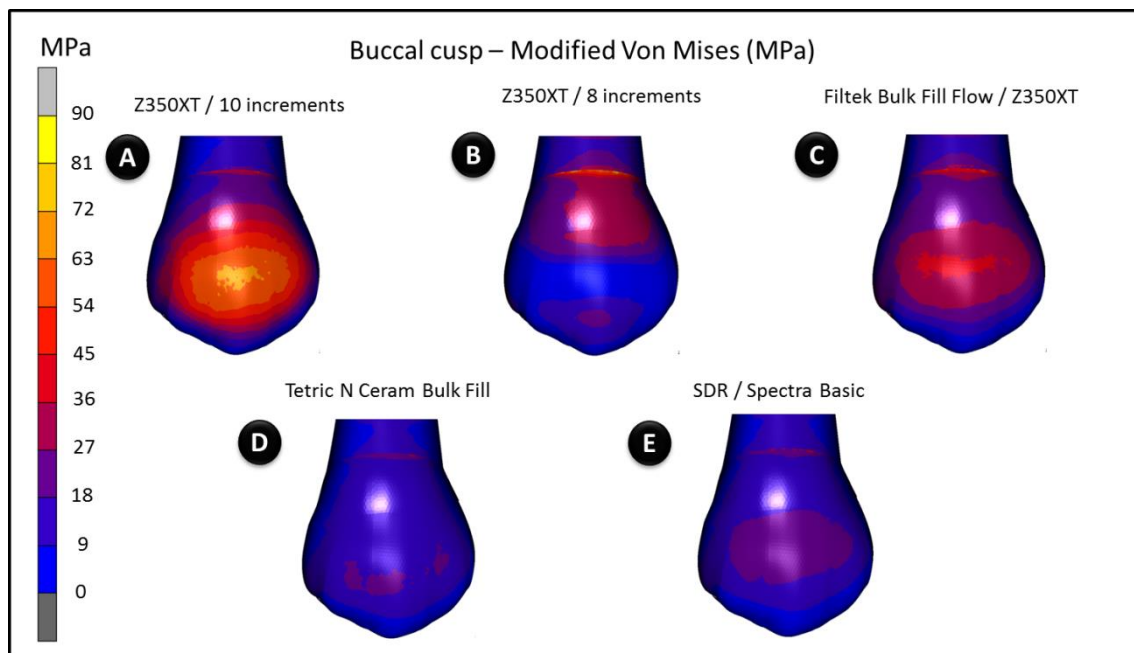 MPa
Buccal cusp – Modified Von Mises (MPa)
Z350XT / 10 increments
Z350XT / 8 increments
Filtek Bulk Fill Flow / Z350XT
A
B
C
Tetric N Ceram Bulk Fill
SDR / Spectra Basic
D
E
90
81
72
63
54
45
36
27
18
9
0